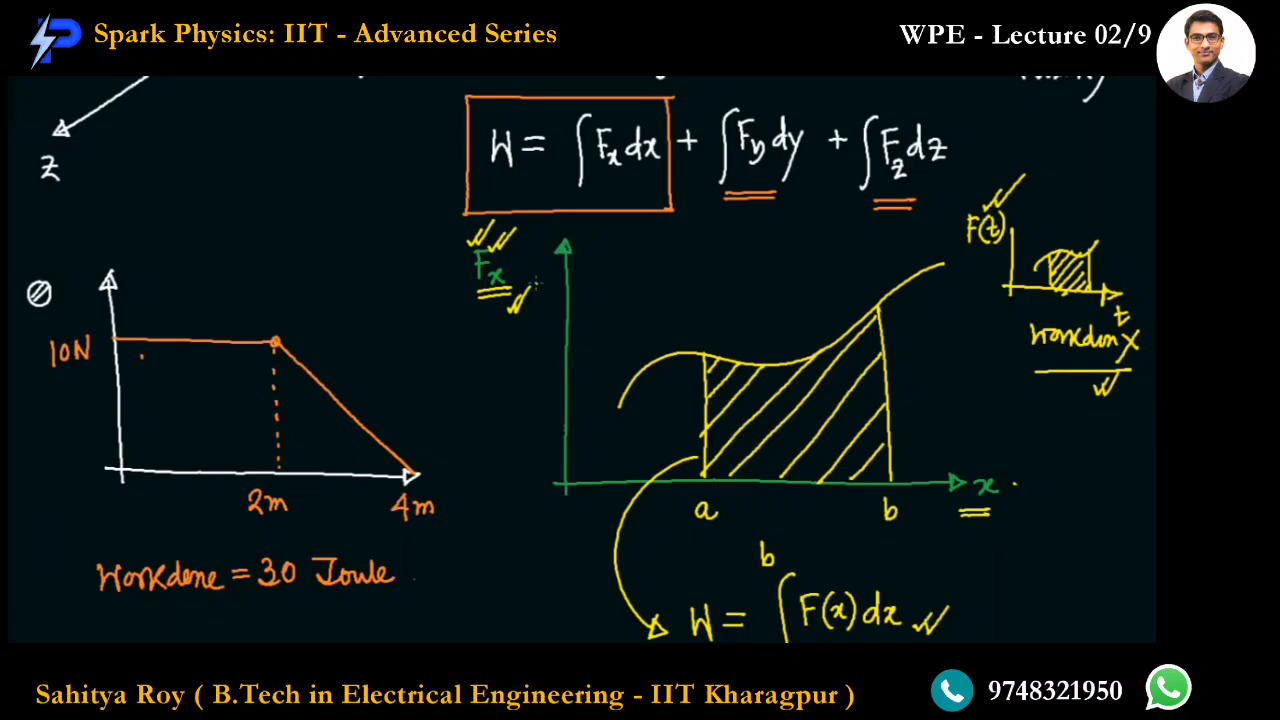 Spark Physics: IIT - Advanced Series
WPE - Lecture 02/9
z
W = ∫Fx dx + ∫Fy dy + ∫Fz dz
F(t)
t
Workdon X
Fx
10N
2m
4m
Workdone = 30 Joule
a
b
x
b
W = ∫ F(x) dx
Sahitya Roy ( B.Tech in Electrical Engineering - IIT Kharagpur )
9748321950